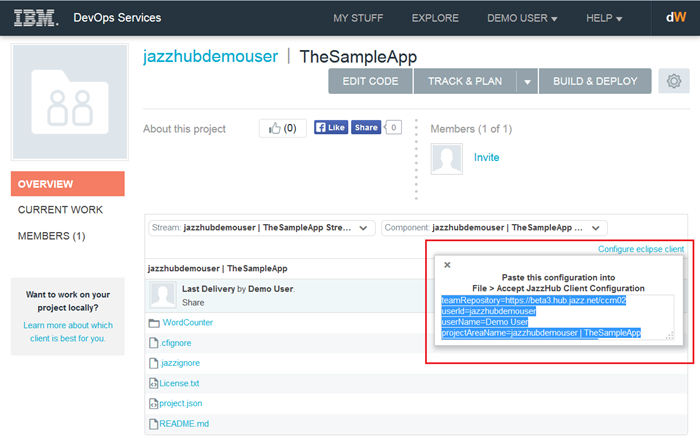 IBM. DevOps Services MY STUFF EXPLORE DEMO USER HELP dW
jazzhubdemouser | TheSampleApp
EDIT CODE TRACK & PLAN BUILD & DEPLOY
About this project (0) Like Share 0 Members (1 of 1)
Invite
OVERVIEW
CURRENT WORK
MEMBERS (1)
Want to work on your
project locally?
Learn more about which
client is best for you.
Stream: jazzhubdemouser | TheSampleApp Stre... Component: jazzhubdemouser | TheSampleApp ...
Configure eclipse client
jazzhubdemouser | TheSampleApp
Last Delivery by Demo User.
Share
WordCounter
.cfignore
.jazzignore
License.txt
project.json
README.md
Paste this configuration into
File > Accept JazzHub Client Configuration
teamRepository=https://beta3.hub.jazz.net/ccm02
userId=jazzhubdemouser
userName=Demo User
projectAreaName=jazzhubdemouser | TheSampleApp